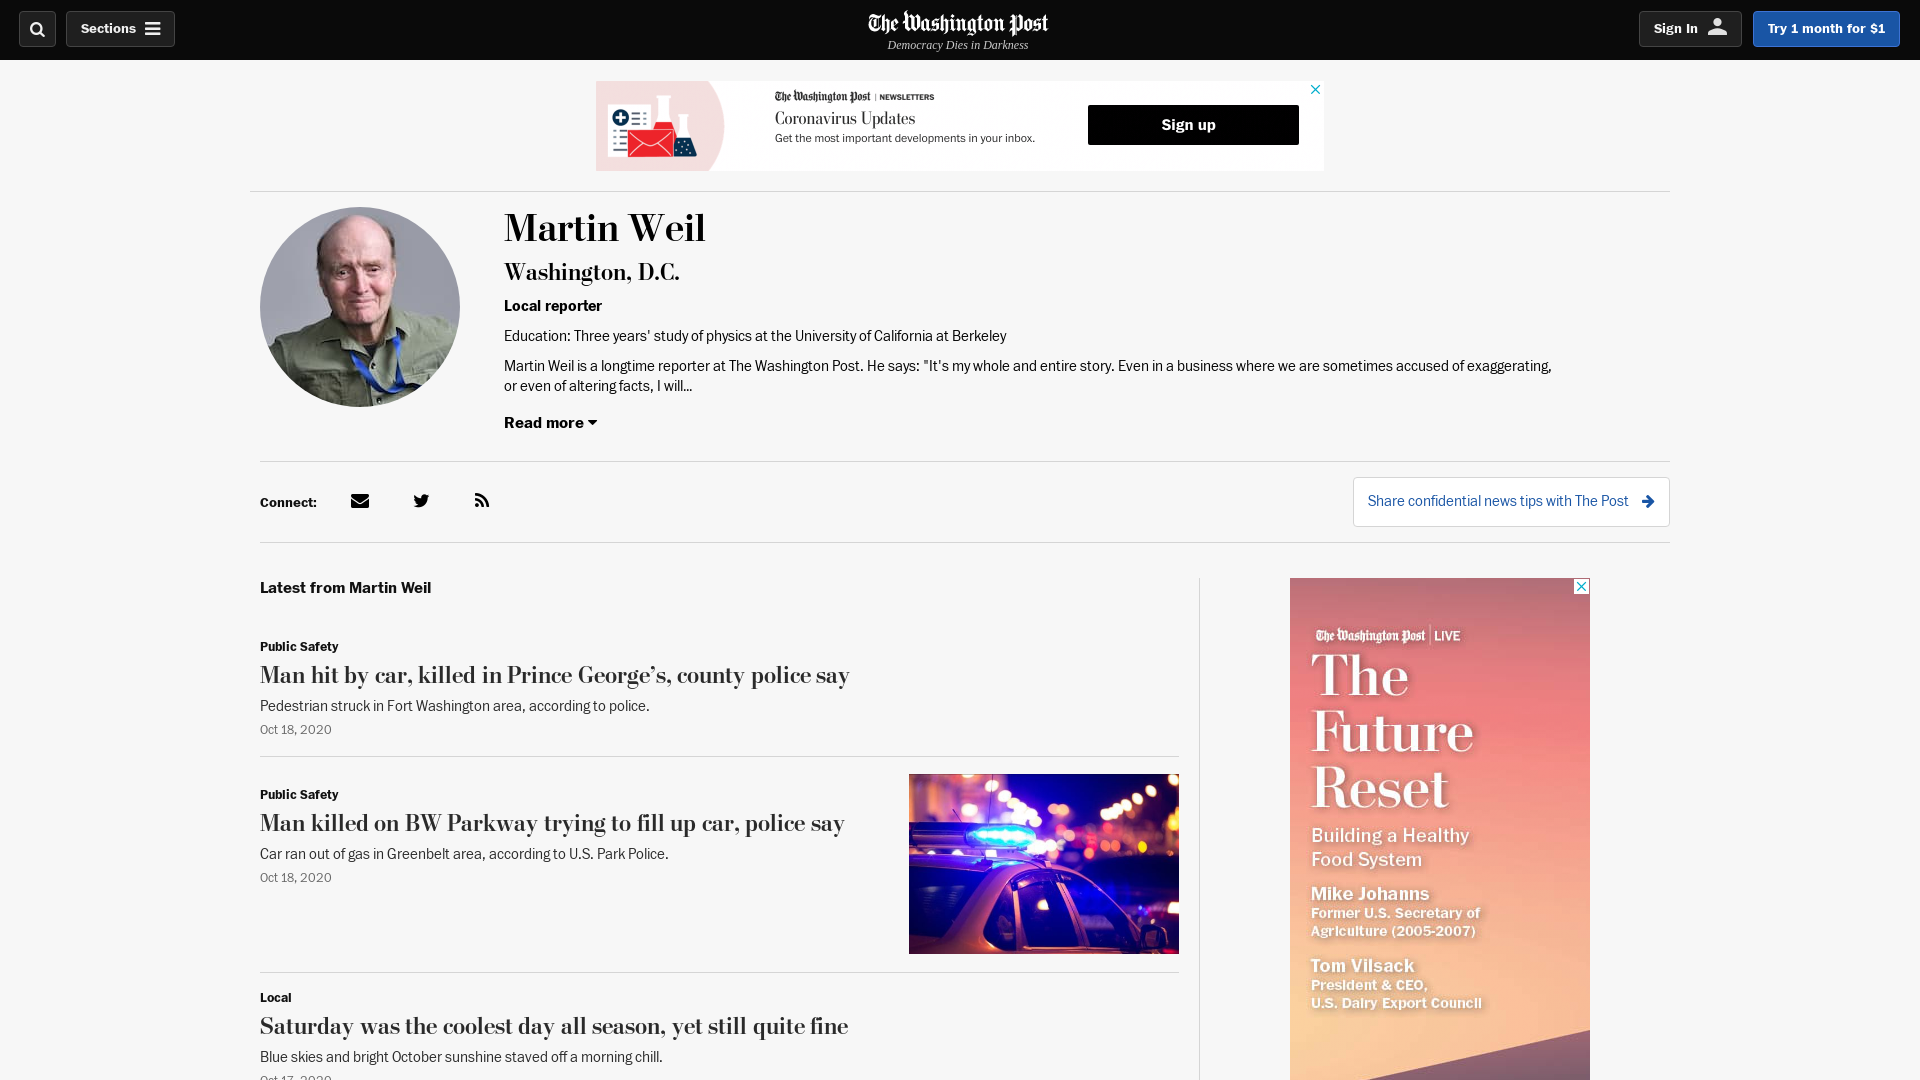 Sections
The Washington Post
Democracy Dies in Darkness
Sign In
Try 1 month for $1
The Washington Post | NEWSLETTERS
Coronavirus Updates
Get the most important developments in your inbox.
Sign up
Martin Weil
Washington, D.C.
Local reporter
Education: Three years' study of physics at the University of California at Berkeley
Martin Weil is a longtime reporter at The Washington Post. He says: "It's my whole and entire story. Even in a business where we are sometimes accused of exaggerating,
or even of altering facts, I will...
Read more
Connect:
Share confidential news tips with The Post
Latest from Martin Weil
Public Safety
Man hit by car, killed in Prince George’s, county police say
Pedestrian struck in Fort Washington area, according to police.
Oct 18, 2020
Public Safety
Man killed on BW Parkway trying to fill up car, police say
Car ran out of gas in Greenbelt area, according to U.S. Park Police.
Oct 18, 2020
Local
Saturday was the coolest day all season, yet still quite fine
Blue skies and bright October sunshine staved off a morning chill.
Oct 17, 2020
The Washington Post | LIVE
The
Future
Reset
Building a Healthy
Food System
Mike Johanns
Former U.S. Secretary of
Agriculture (2005-2007)
Tom Vilsack
President & CEO,
U.S. Dairy Export Council